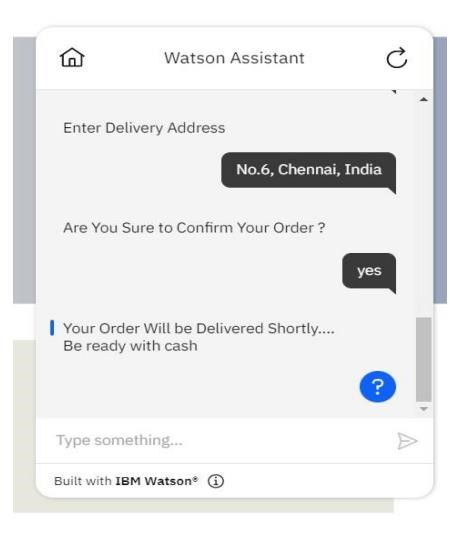 Watson Assistant
Enter Delivery Address
No.6, Chennai, India
Are You Sure to Confirm Your Order ?
yes
Your Order Will be Delivered Shortly....
Be ready with cash
?
Type something...
Built with IBM Watson®